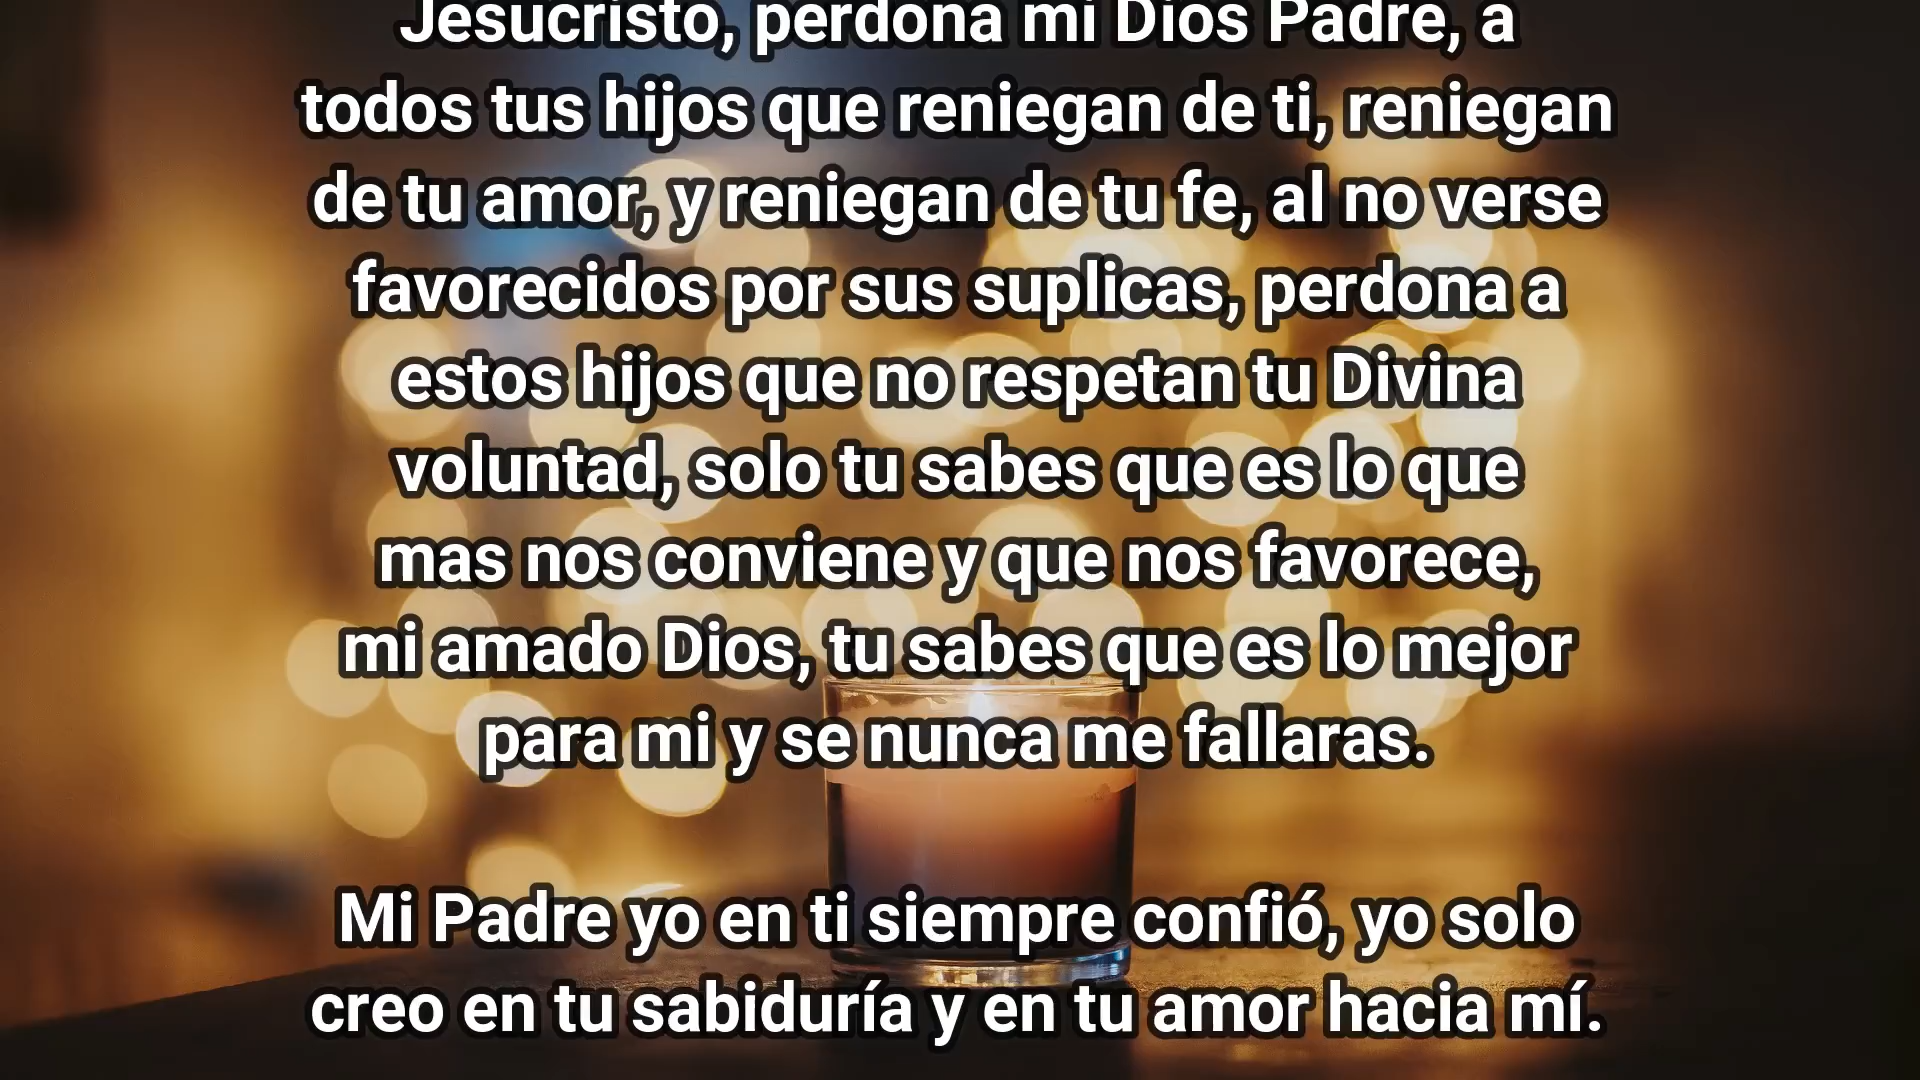 Jesucristo, perdona mi Dios Padre, a
todos tus hijos que reniegan de ti, reniegan
de tu amor, y reniegan de tu fe, al no verse
favorecidos por sus suplicas, perdona a
estos hijos que no respetan tu Divina
voluntad, solo tu sabes que es lo que
mas nos conviene y que nos favorece,
mi amado Dios, tu sabes que es lo mejor
para mi y se nunca me fallaras.
Mi Padre yo en ti siempre confió, yo solo
creo en tu sabiduría y en tu amor hacia mí.